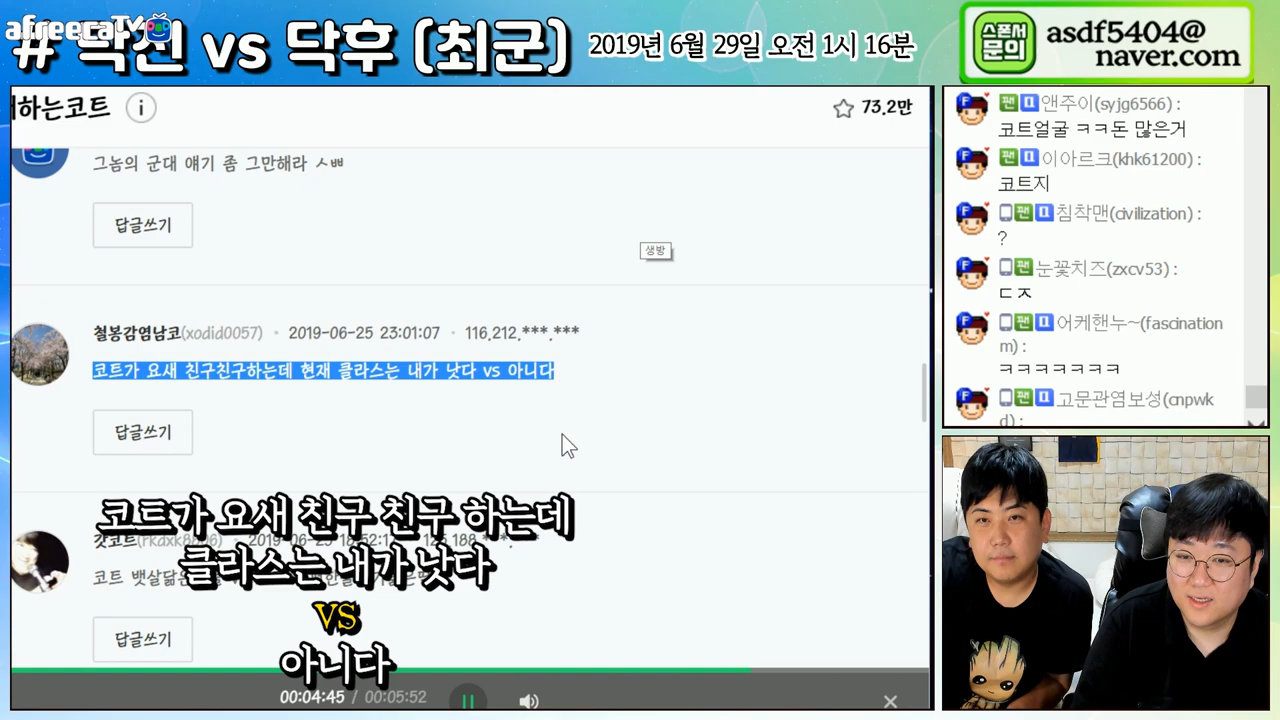 afreecaTV
# 닥신 vs 닥후 (최군)
2019년 6월 29일 오전 1시 16분
스폰서
문의
asdf5404@
naver.com
하는코트
73.2만
그놈의 군대 얘기 좀 그만해라 ㅅㅃ
답글쓰기
생방
철봉감염남코(xodid0057) • 2019-06-25 23:01:07 • 116.212.***.***
코트가 요새 친구친구하는데 현재 클라스는 내가 낫다 vs 아니다
답글쓰기
코트가 요새 친구 친구 하는데
클라스는 내가 낫다
vs
아니다
코트 뱃살닮은
답글쓰기
00:04:45 / 00:05:52
앤주이(syjg6566) :
코트얼굴 ㅋㅋ돈 많은거
이아르크(khk61200) :
코트지
침착맨(civilization) :
?
눈꽃치즈(zxcv53) :
ㄷㅈ
어케핸누~(fascination
m) :
ㅋㅋㅋㅋㅋㅋㅋ
고문관염보성(cnpwk
d) :